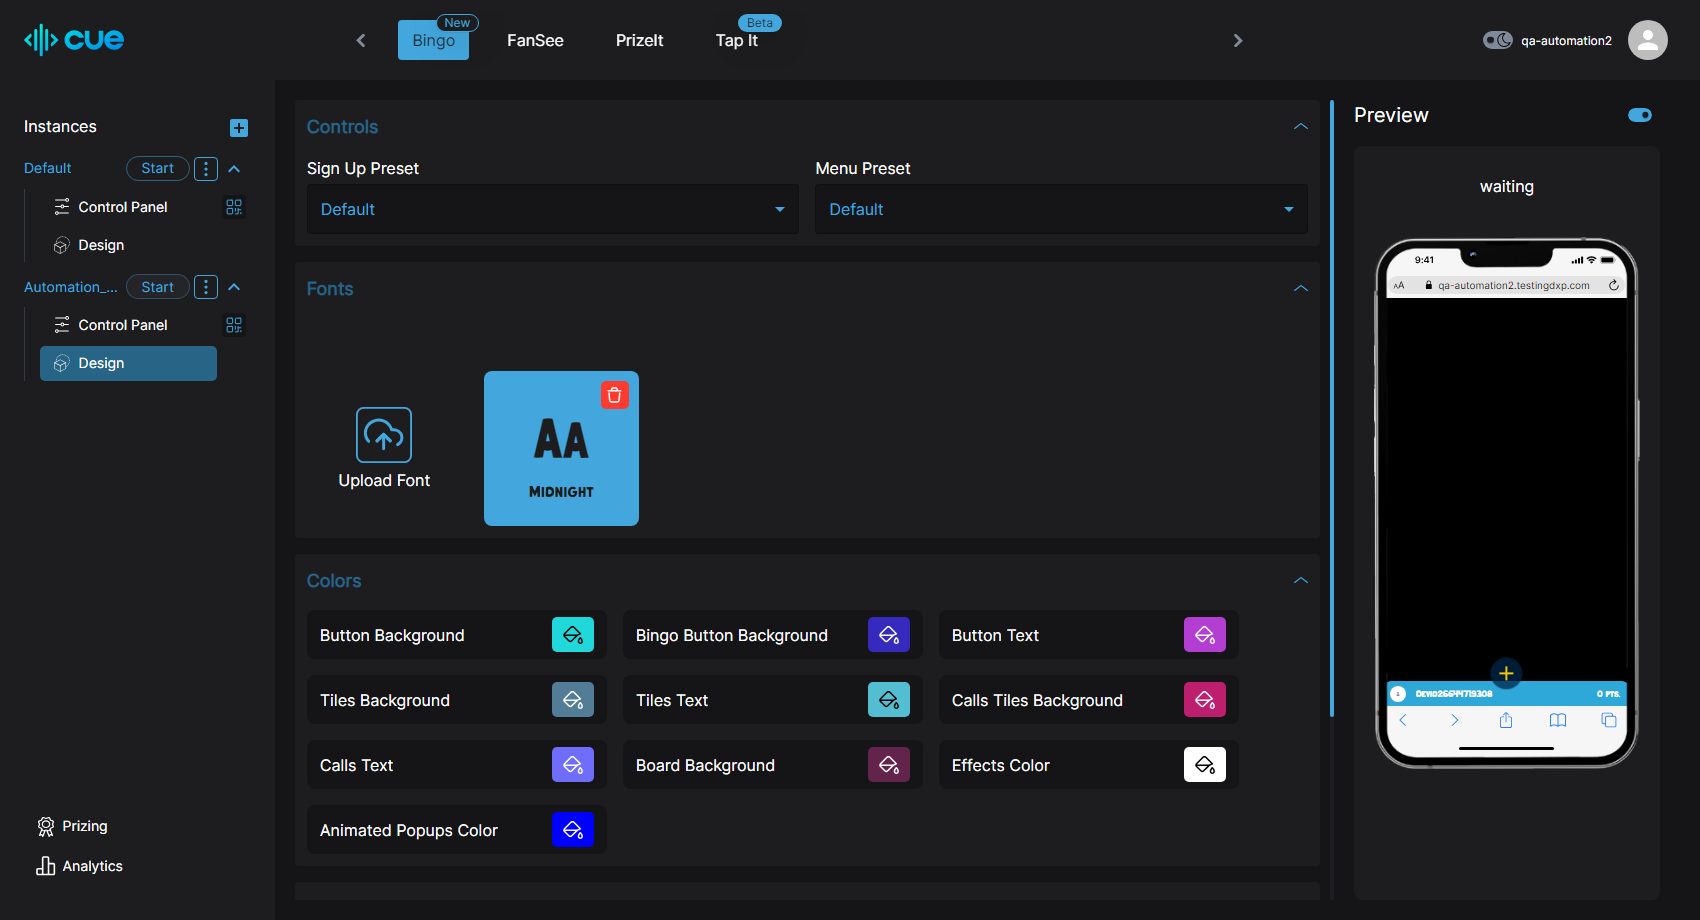 cue
New
Bingo
FanSee
PrizeIt
Beta
Tap It
qa-automation2
Instances
Default
Start
Control Panel
Design
Automation_...
Start
Control Panel
Design
Prizing
Analytics
Controls
Sign Up Preset
Menu Preset
Default
Default
Fonts
Upload Font
AA
MIDNIGHT
Colors
Button Background
Bingo Button Background
Button Text
Tiles Background
Tiles Text
Calls Tiles Background
Calls Text
Board Background
Effects Color
Animated Popups Color
Preview
waiting
9:41
AA
qa-automation2.testingdxp.com
0 PTS.